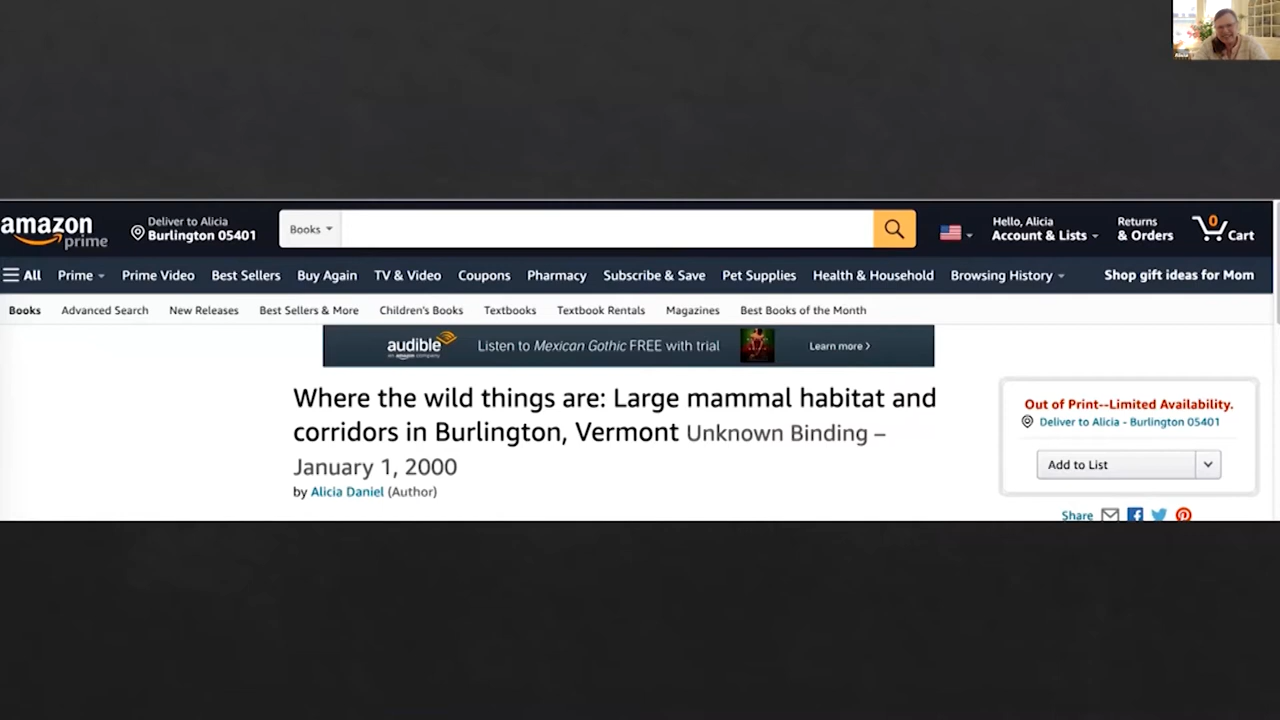 Alicia
amazon prime
Deliver to Alicia
Burlington 05401
Books
Hello, Alicia
Account & Lists
Returns
& Orders
0
Cart
All
Prime
Prime Video
Best Sellers
Buy Again
TV & Video
Coupons
Pharmacy
Subscribe & Save
Pet Supplies
Health & Household
Browsing History
Shop gift ideas for Mom
Books
Advanced Search
New Releases
Best Sellers & More
Children's Books
Textbooks
Textbook Rentals
Magazines
Best Books of the Month
audible
an amazon company
Listen to Mexican Gothic FREE with trial
Learn more >
Where the wild things are: Large mammal habitat and
corridors in Burlington, Vermont Unknown Binding –
January 1, 2000
by Alicia Daniel (Author)
Out of Print--Limited Availability.
Deliver to Alicia - Burlington 05401
Add to List
Share